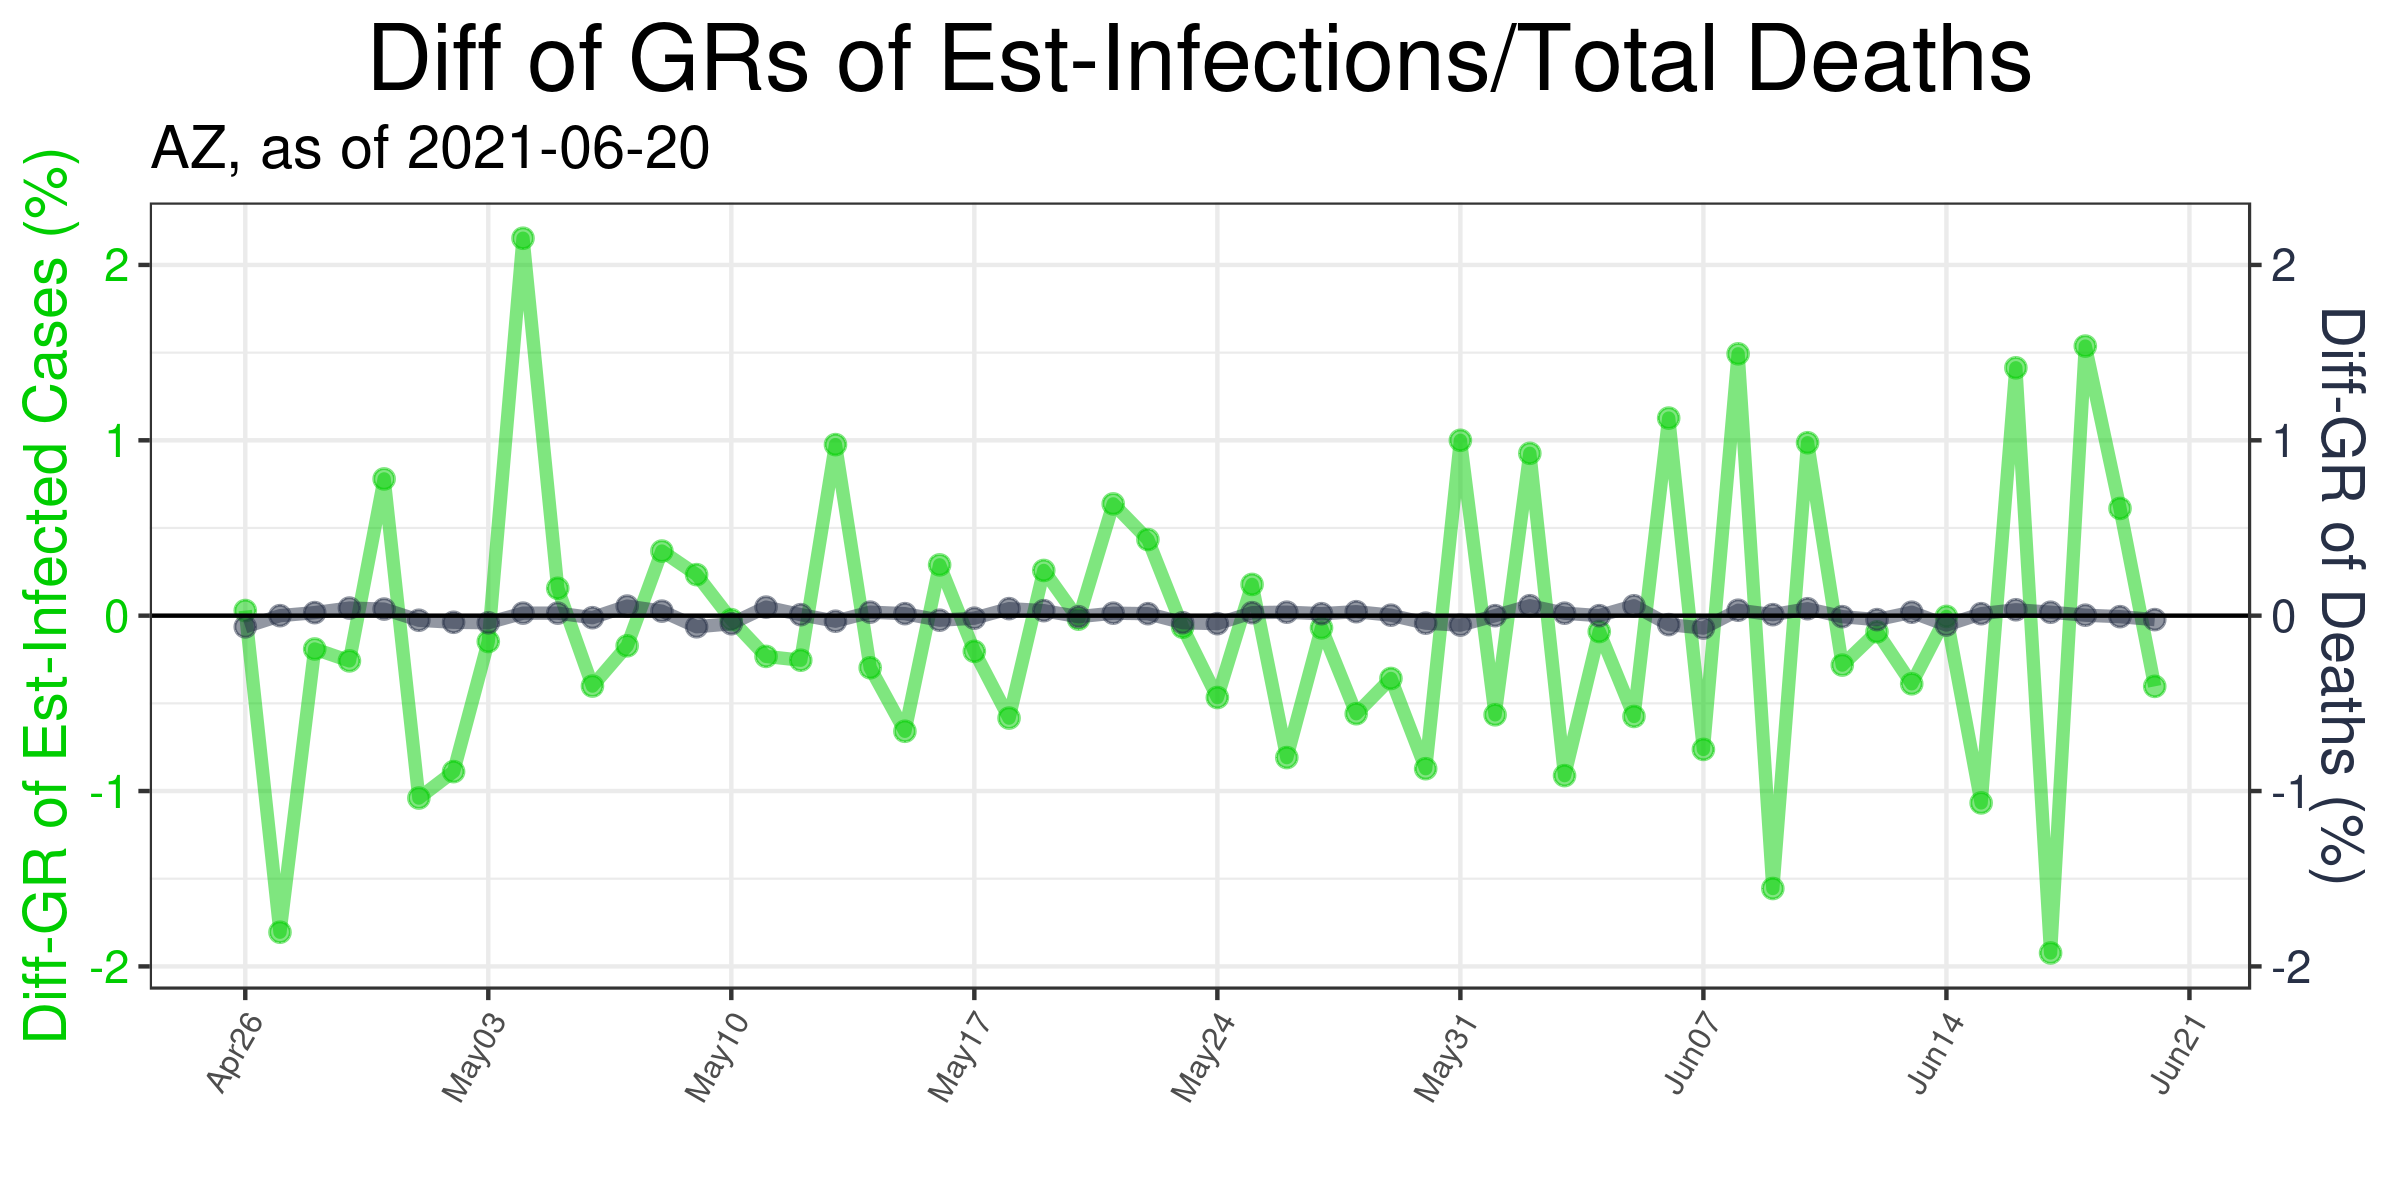 Diff of GRs of Est-Infections/Total Deaths
AZ, as of 2021-06-20
Diff-GR of Est-Infected Cases (%)
2
1
0
-1
-2
2
1
0
-1
-2
Diff-GR of Deaths (%)
Apr26
May03
May10
May17
May24
May31
Jun07
Jun14
Jun21